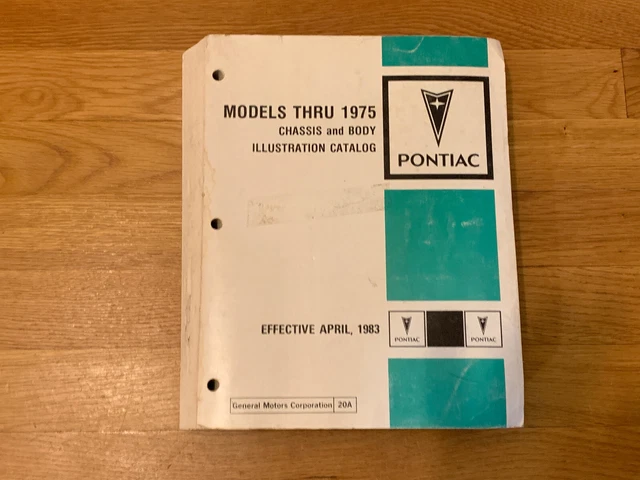 MODELS THRU 1975
CHASSIS and BODY
ILLUSTRATION CATALOG
PONTIAC
EFFECTIVE APRIL, 1983
PONTIAC
PONTIAC
General Motors Corporation 20A